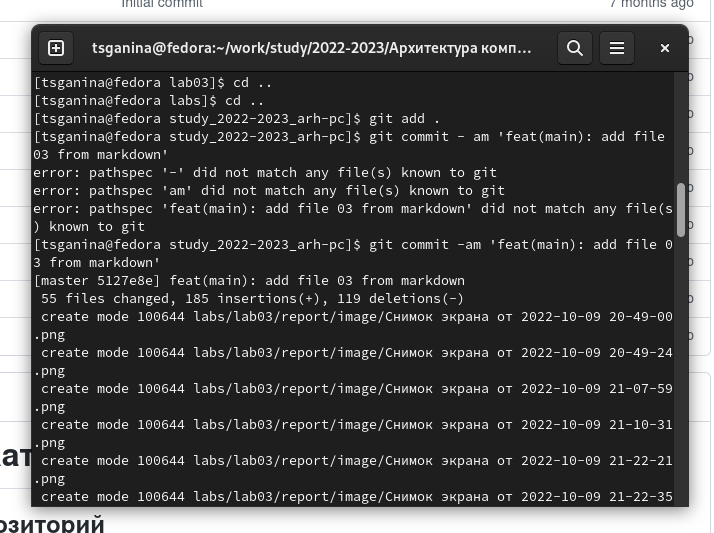 Initial commit
7 months ago
tsganina@fedora:~/work/study/2022-2023/Архитектура комп…
[tsganina@fedora lab03]$ cd ..
[tsganina@fedora labs]$ cd ..
[tsganina@fedora study_2022-2023_arh-pc]$ git add .
[tsganina@fedora study_2022-2023_arh-pc]$ git commit - am 'feat(main): add file
03 from markdown'
error: pathspec '-' did not match any file(s) known to git
error: pathspec 'am' did not match any file(s) known to git
error: pathspec 'feat(main): add file 03 from markdown' did not match any file(s
) known to git
[tsganina@fedora study_2022-2023_arh-pc]$ git commit -am 'feat(main): add file 0
3 from markdown'
[master 5127e8e] feat(main): add file 03 from markdown
55 files changed, 185 insertions(+), 119 deletions(-)
create mode 100644 labs/lab03/report/image/Снимок экрана от 2022-10-09 20-49-00
.png
create mode 100644 labs/lab03/report/image/Снимок экрана от 2022-10-09 20-49-24
.png
create mode 100644 labs/lab03/report/image/Снимок экрана от 2022-10-09 21-07-59
.png
create mode 100644 labs/lab03/report/image/Снимок экрана от 2022-10-09 21-10-31
.png
create mode 100644 labs/lab03/report/image/Снимок экрана от 2022-10-09 21-22-21
.png
create mode 100644 labs/lab03/report/image/Снимок экрана от 2022-10-09 21-22-35